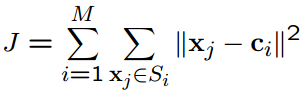 J = \sum_{i=1}^{M} \sum_{\mathbf{x}_j \in S_i} \|\mathbf{x}_j - \mathbf{c}_i\|^2